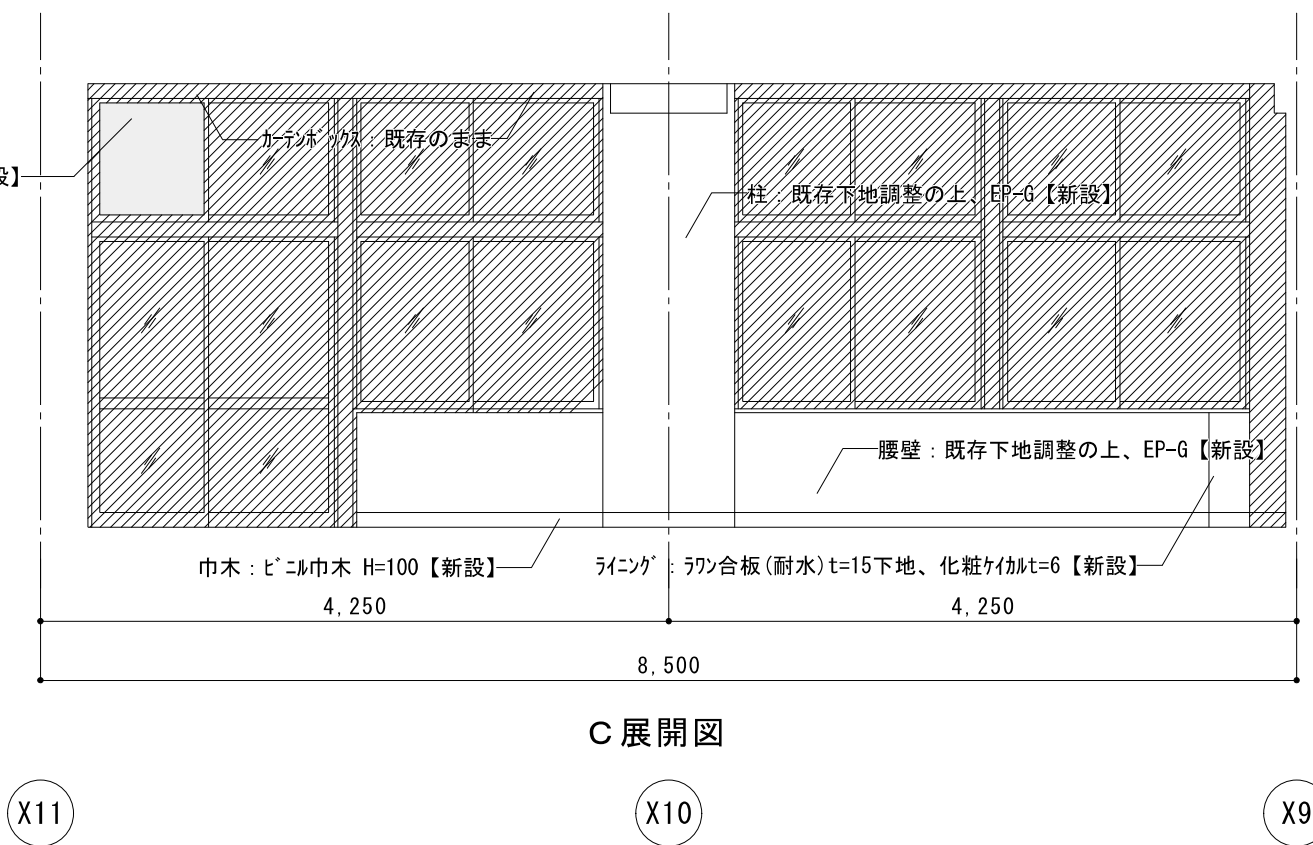 カーテンボックス：既存のまま
設】
柱：既存下地調整の上、EP-G【新設】
腰壁：既存下地調整の上、EP-G【新設】
巾木：ビニル巾木 H=100【新設】
ライニング：ラワン合板(耐水)t=15下地、化粧ケイカルt=6【新設】
4,250
4,250
8,500
C展開図
X11
X10
X9